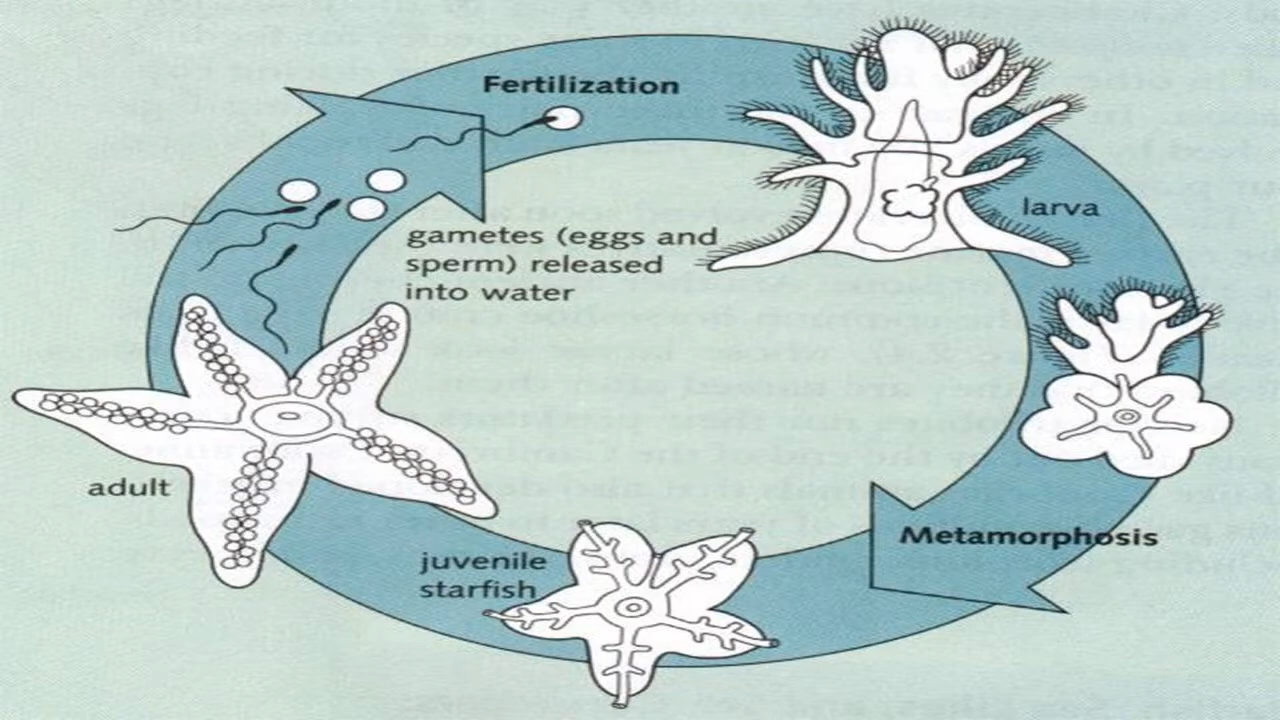 Fertilization
gametes (eggs and
sperm) released
into water
larva
adult
Metamorphosis
juvenile
starfish